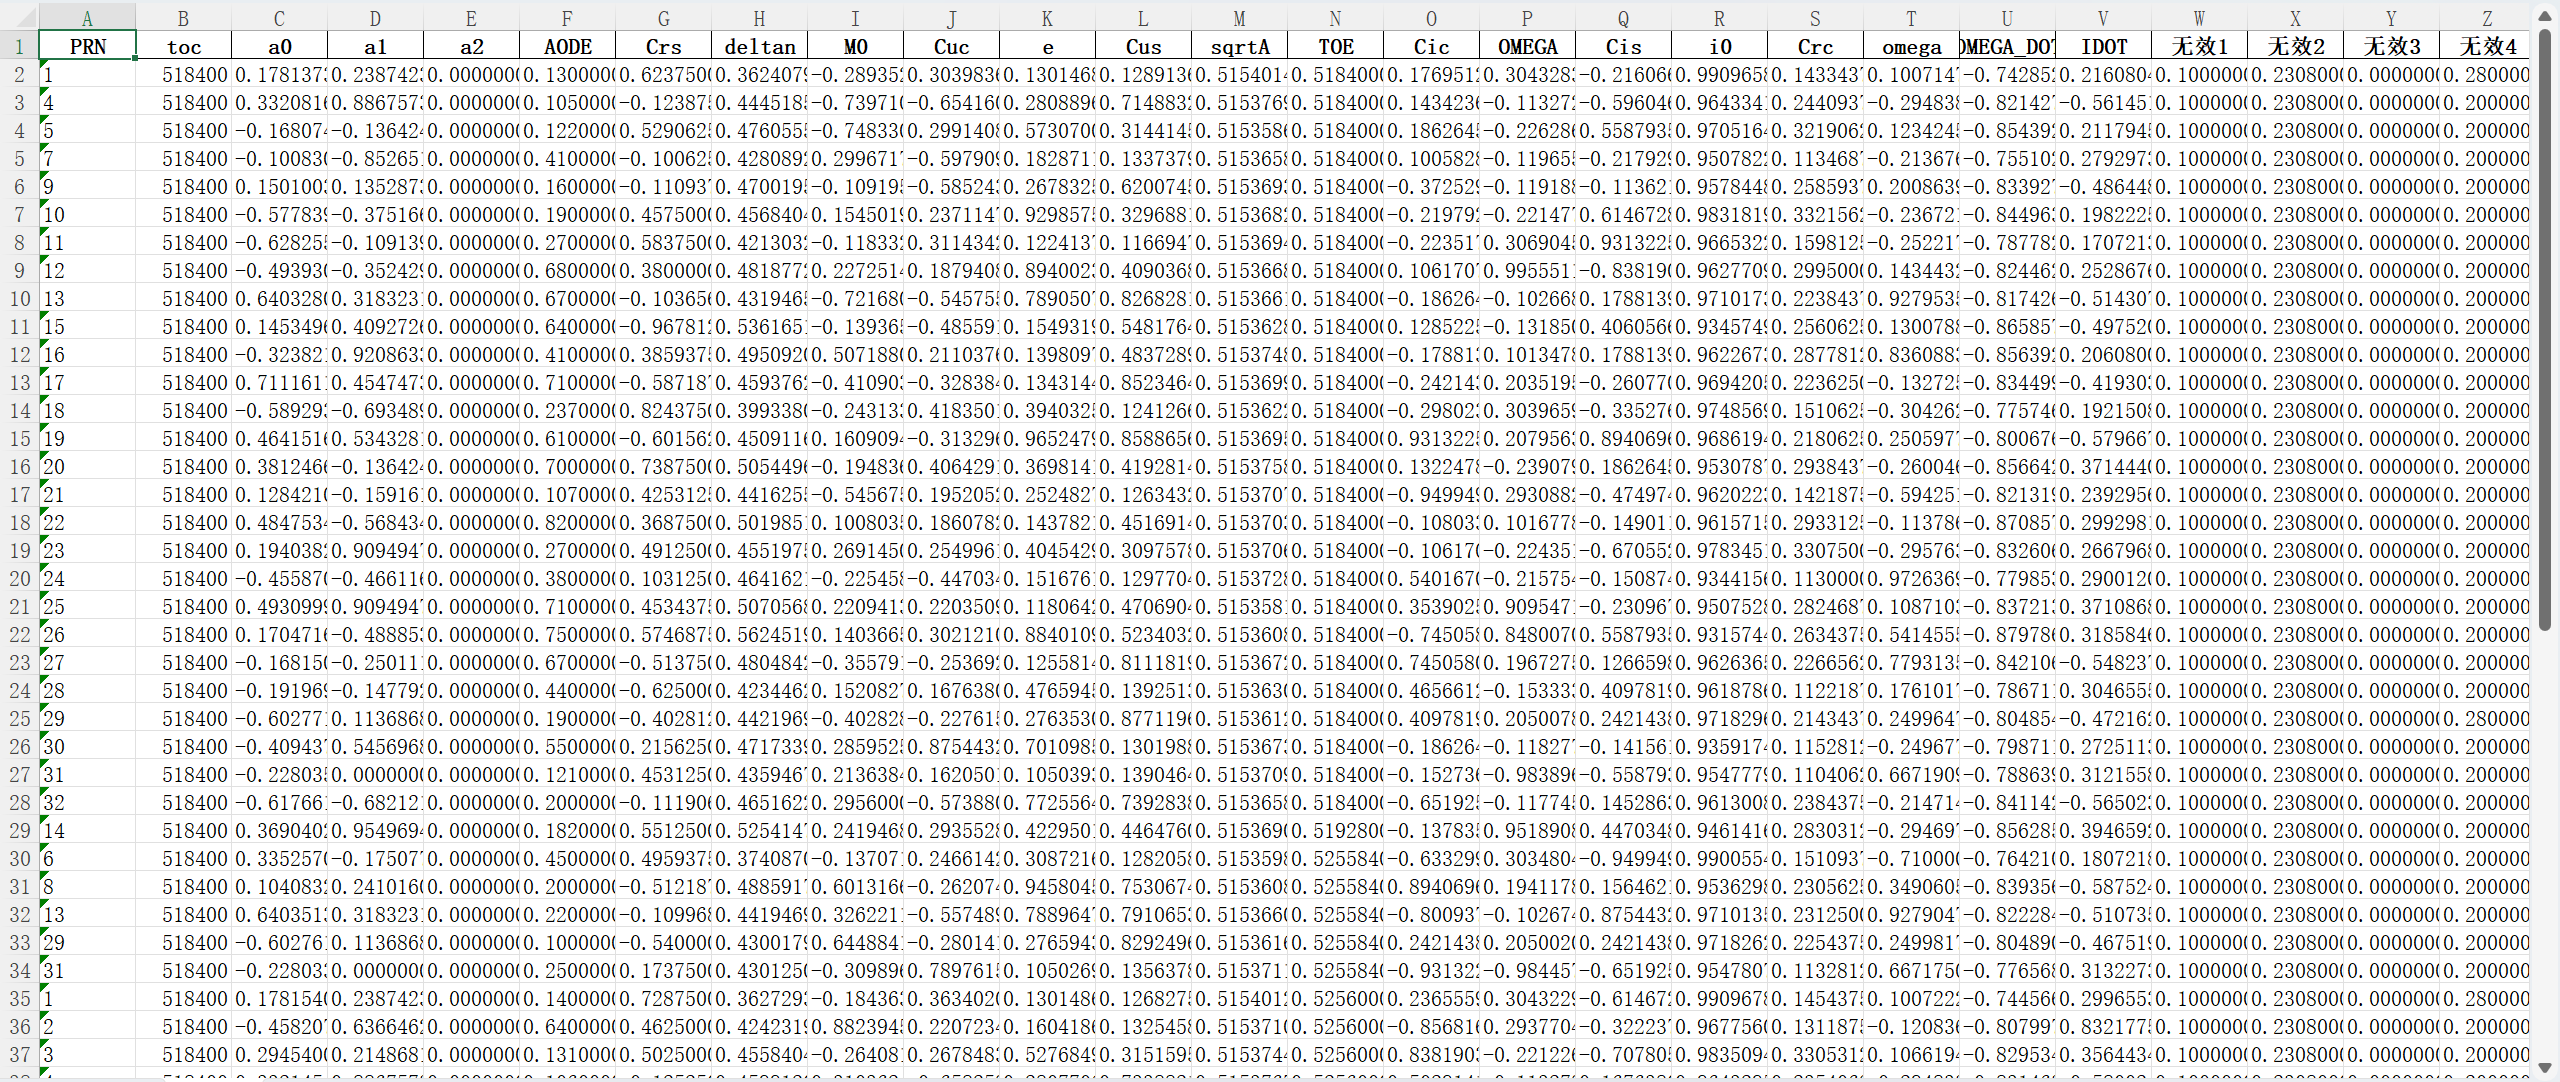 A B C D E F G H I J K L M N O P Q R S T U V W X Y Z
1 PRN toc a0 a1 a2 AODE Crs deltan M0 Cuc e Cus sqrtA TOE Cic OMEGA Cis i0 Crc omega OMEGA_DOT IDOT 无效1 无效2 无效3 无效4
2 1 518400 0.178137 0.238742 0.000000 0.130000 0.623750 0.362407 -0.28935 0.303983 0.130146 0.128913 0.515401 0.518400 0.176951 0.304328 -0.21606 0.990965 0.143343 0.100714 -0.74285 0.216080 0.100000 0.230800 0.000000 0.280000
3 4 518400 0.332081 0.886757 0.000000 0.105000 -0.12387 0.444518 -0.73971 -0.65416 0.280889 0.714883 0.515376 0.518400 0.143423 -0.11327 -0.59604 0.964334 0.244093 -0.29483 -0.82142 -0.56145 0.100000 0.230800 0.000000 0.200000
4 5 518400 -0.16807 -0.13642 0.000000 0.122000 0.529062 0.476055 -0.74833 0.299140 0.573070 0.314414 0.515358 0.518400 0.186264 -0.22628 0.558793 0.970516 0.321906 0.123424 -0.85439 0.211794 0.100000 0.230800 0.000000 0.200000
5 7 518400 -0.10083 -0.85265 0.000000 0.410000 -0.10062 0.428089 0.299671 -0.59790 0.182871 0.133737 0.515365 0.518400 0.100582 -0.11965 -0.21792 0.950782 0.113468 -0.21367 -0.75510 0.279297 0.100000 0.230800 0.000000 0.200000
6 9 518400 0.150100 0.135287 0.000000 0.160000 -0.11093 0.470019 -0.10919 -0.58524 0.267832 0.620074 0.515369 0.518400 -0.37252 -0.11918 -0.11362 0.957844 0.258593 0.200863 -0.83392 -0.48644 0.100000 0.230800 0.000000 0.200000
7 10 518400 -0.57783 -0.37516 0.000000 0.190000 0.457500 0.456840 0.154501 0.237114 0.929857 0.329688 0.515368 0.518400 -0.21979 -0.22147 0.614672 0.983181 0.332156 -0.23672 -0.84496 0.198222 0.100000 0.230800 0.000000 0.200000
8 11 518400 -0.62825 -0.10913 0.000000 0.270000 0.583750 0.421303 -0.11833 0.311434 0.122413 0.116694 0.515369 0.518400 -0.22351 0.306904 0.931322 0.966532 0.159812 -0.25221 -0.78778 0.170721 0.100000 0.230800 0.000000 0.200000
9 12 518400 -0.49393 -0.35242 0.000000 0.680000 0.380000 0.481877 0.227251 0.187940 0.894002 0.409036 0.515366 0.518400 0.106170 0.995551 -0.83819 0.962770 0.299500 0.143443 -0.82446 0.252867 0.100000 0.230800 0.000000 0.200000
10 13 518400 0.640328 0.318323 0.000000 0.670000 -0.10365 0.431946 -0.72168 -0.54575 0.789050 0.826828 0.515366 0.518400 -0.18626 -0.10266 0.178813 0.971017 0.223843 0.927953 -0.81742 -0.51430 0.100000 0.230800 0.000000 0.200000
11 15 518400 0.145349 0.409272 0.000000 0.640000 -0.96781 0.536165 -0.13936 -0.48559 0.154931 0.548176 0.515362 0.518400 0.128522 -0.13185 0.406056 0.934574 0.256062 0.130078 -0.86585 -0.49752 0.100000 0.230800 0.000000 0.200000
12 16 518400 -0.32382 0.920863 0.000000 0.410000 0.385937 0.495092 0.507188 0.211037 0.139809 0.483728 0.515374 0.518400 -0.17881 0.101347 0.178813 0.962267 0.287781 0.836088 -0.85639 0.206080 0.100000 0.230800 0.000000 0.200000
13 17 518400 0.711161 0.454747 0.000000 0.710000 -0.58718 0.459376 -0.41090 -0.32838 0.134314 0.852346 0.515369 0.518400 -0.24214 0.203519 -0.26077 0.969420 0.223625 -0.13272 -0.83449 -0.41930 0.100000 0.230800 0.000000 0.200000
14 18 518400 -0.58929 -0.69348 0.000000 0.237000 0.824375 0.399338 -0.24313 0.418350 0.394032 0.124126 0.515362 0.518400 -0.29802 0.303965 -0.33527 0.974856 0.151062 -0.30426 -0.77574 0.192150 0.100000 0.230800 0.000000 0.200000
15 19 518400 0.464151 0.534328 0.000000 0.610000 -0.60156 0.450911 0.160909 -0.31329 0.965247 0.858865 0.515369 0.518400 0.931322 0.207956 0.894069 0.968619 0.218062 0.250597 -0.80067 -0.57966 0.100000 0.230800 0.000000 0.200000
16 20 518400 0.381246 -0.13642 0.000000 0.700000 0.738750 0.505449 -0.19483 0.406429 0.369814 0.419281 0.515375 0.518400 0.132247 -0.23907 0.186264 0.953078 0.293843 -0.26004 -0.85664 0.371444 0.100000 0.230800 0.000000 0.200000
17 21 518400 0.128421 -0.15916 0.000000 0.107000 0.425312 0.441625 -0.54567 0.195205 0.252482 0.126343 0.515370 0.518400 -0.94994 0.293088 -0.47497 0.962022 0.142187 -0.59425 -0.82131 0.239295 0.100000 0.230800 0.000000 0.200000
18 22 518400 0.484753 -0.56843 0.000000 0.820000 0.368750 0.501985 0.100803 0.186078 0.143782 0.451691 0.515370 0.518400 -0.10803 0.101677 -0.14901 0.961571 0.293312 -0.11378 -0.87085 0.299298 0.100000 0.230800 0.000000 0.200000
19 23 518400 0.194038 0.909494 0.000000 0.270000 0.491250 0.455197 0.269145 0.254996 0.404542 0.309757 0.515370 0.518400 -0.10617 -0.22435 -0.67055 0.978345 0.330750 -0.29576 -0.83260 0.266796 0.100000 0.230800 0.000000 0.200000
20 24 518400 -0.45587 -0.46611 0.000000 0.380000 0.103125 0.464162 -0.22545 -0.44703 0.151676 0.129770 0.515372 0.518400 0.540167 -0.21575 -0.15087 0.934415 0.113000 0.972636 -0.77985 0.290012 0.100000 0.230800 0.000000 0.200000
21 25 518400 0.493099 0.909494 0.000000 0.710000 0.453437 0.507056 0.220941 0.220350 0.118064 0.470690 0.515358 0.518400 0.353902 0.909547 -0.23096 0.950752 0.282468 0.108710 -0.83721 0.371086 0.100000 0.230800 0.000000 0.200000
22 26 518400 0.170471 -0.48885 0.000000 0.750000 0.574687 0.562451 0.140366 0.302121 0.884010 0.523403 0.515360 0.518400 -0.74505 0.848007 0.558793 0.931574 0.263437 0.541455 -0.87978 0.318584 0.100000 0.230800 0.000000 0.200000
23 27 518400 -0.16815 -0.25011 0.000000 0.670000 -0.51375 0.480484 -0.35579 -0.25369 0.125581 0.811181 0.515367 0.518400 0.745058 0.196727 0.126659 0.962636 0.226656 0.779313 -0.84210 -0.54823 0.100000 0.230800 0.000000 0.200000
24 28 518400 -0.19196 -0.14779 0.000000 0.440000 -0.62500 0.423446 0.152082 0.167638 0.476594 0.139251 0.515363 0.518400 0.465661 -0.15333 0.409781 0.961878 0.112218 0.176101 -0.78671 0.304655 0.100000 0.230800 0.000000 0.200000
25 29 518400 -0.60277 0.113686 0.000000 0.190000 -0.40281 0.442196 -0.40282 -0.22761 0.276353 0.877119 0.515361 0.518400 0.409781 0.205007 0.242143 0.971829 0.214343 0.249964 -0.80485 -0.47216 0.100000 0.230800 0.000000 0.280000
26 30 518400 -0.40943 0.545696 0.000000 0.550000 0.215625 0.471733 0.285952 0.875443 0.701098 0.130198 0.515367 0.518400 -0.18626 -0.11827 -0.14156 0.935917 0.115281 -0.24967 -0.79871 0.272511 0.100000 0.230800 0.000000 0.200000
27 31 518400 -0.22803 0.000000 0.000000 0.121000 0.453125 0.435946 0.213638 0.162050 0.105039 0.139046 0.515370 0.518400 -0.15273 -0.98389 -0.55879 0.954777 0.110406 0.667190 -0.78863 0.312155 0.100000 0.230800 0.000000 0.200000
28 32 518400 -0.61766 -0.68212 0.000000 0.200000 -0.11190 0.465162 0.295600 -0.57388 0.772556 0.739283 0.515365 0.518400 -0.65192 -0.11774 0.145286 0.961300 0.238437 -0.21471 -0.84114 -0.56502 0.100000 0.230800 0.000000 0.200000
29 14 518400 0.369040 0.954969 0.000000 0.182000 0.551250 0.525414 0.241946 0.293552 0.422950 0.446476 0.515369 0.519280 -0.13783 0.951890 0.447034 0.946141 0.283031 -0.29469 -0.85628 0.394659 0.100000 0.230800 0.000000 0.200000
30 6 518400 0.335257 -0.17507 0.000000 0.450000 0.495937 0.374087 -0.13707 0.246614 0.308721 0.128205 0.515359 0.525584 -0.63329 0.303480 -0.94994 0.990055 0.151093 -0.71000 -0.76421 0.180721 0.100000 0.230800 0.000000 0.200000
31 8 518400 0.104083 0.241016 0.000000 0.200000 -0.51218 0.488591 0.601316 -0.26207 0.945804 0.753067 0.515360 0.525584 0.894069 0.194117 0.156462 0.953629 0.230562 0.349060 -0.83935 -0.58752 0.100000 0.230800 0.000000 0.200000
32 13 518400 0.640351 0.318323 0.000000 0.220000 -0.10996 0.441946 0.326221 -0.55748 0.788964 0.791065 0.515366 0.525584 -0.80093 -0.10267 0.875443 0.971013 0.231250 0.927904 -0.82228 -0.51073 0.100000 0.230800 0.000000 0.200000
33 29 518400 -0.60276 0.113686 0.000000 0.100000 -0.54000 0.430017 0.644884 -0.28014 0.276594 0.829249 0.515361 0.525584 0.242143 0.205002 0.242143 0.971826 0.225437 0.249981 -0.80489 -0.46751 0.100000 0.230800 0.000000 0.200000
34 31 518400 -0.22803 0.000000 0.000000 0.250000 0.173750 0.430125 -0.30989 0.789761 0.105026 0.135637 0.515371 0.525584 -0.93132 -0.98445 -0.65192 0.954780 0.113281 0.667175 -0.77656 0.313227 0.100000 0.230800 0.000000 0.200000
35 1 518400 0.178154 0.238742 0.000000 0.140000 0.728750 0.362729 -0.18436 0.363402 0.130148 0.126827 0.515401 0.525600 0.236555 0.304322 -0.61467 0.990967 0.145437 0.100722 -0.74456 0.299655 0.100000 0.230800 0.000000 0.280000
36 2 518400 -0.45820 0.636646 0.000000 0.640000 0.462500 0.424231 0.882394 0.220723 0.160418 0.132545 0.515371 0.525600 -0.85681 0.293770 -0.32223 0.967756 0.131187 -0.12083 -0.80799 0.832177 0.100000 0.230800 0.000000 0.200000
37 3 518400 0.294540 0.214868 0.000000 0.131000 0.502500 0.455840 -0.26408 0.267848 0.527684 0.315159 0.515374 0.525600 0.838190 -0.22122 -0.70780 0.983509 0.330531 0.106619 -0.82953 0.356443 0.100000 0.230800 0.000000 0.200000